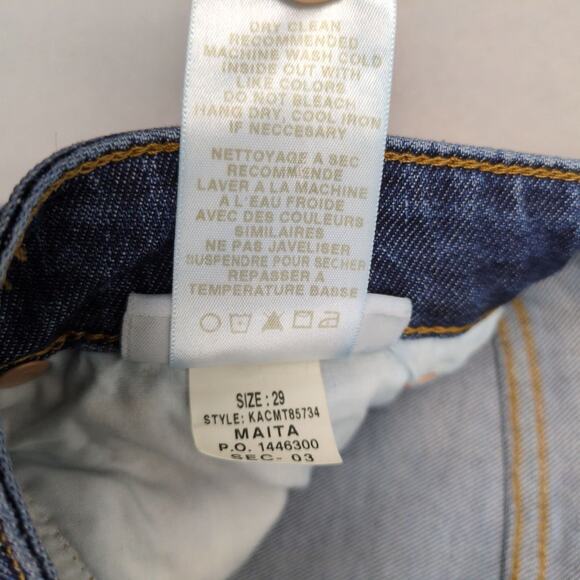 DRY CLEAN
RECOMMENDED
MACHINE WASH COLD
INSIDE OUT WITH
LIKE COLORS
DO NOT BLEACH
HANG DRY, COOL IRON
IF NECCESARY
NETTOYAGE A SEC
RECOMMENDE
LAVER A LA MACHINE
A L'EAU FROIDE
AVEC DES COULEURS
SIMILAIRES
NE PAS JAVELISER
SUSPENDRE POUR SECHER
REPASSER A
TEMPERATURE BASSE
SIZE : 29
STYLE: KACMT85734
MAITA
P.O. 1446300
SEC- 03